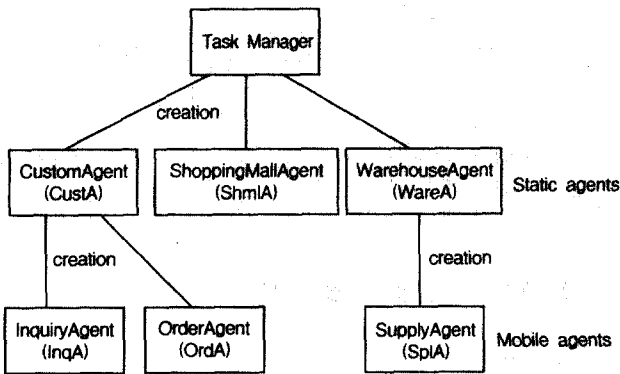 Task Manager
creation
CustomAgent
(CustA)
ShoppingMallAgent
(ShmlA)
WarehouseAgent
(WareA)
Static agents
creation
creation
InquiryAgent
(InqA)
OrderAgent
(OrdA)
SupplyAgent
(SplA)
Mobile agents